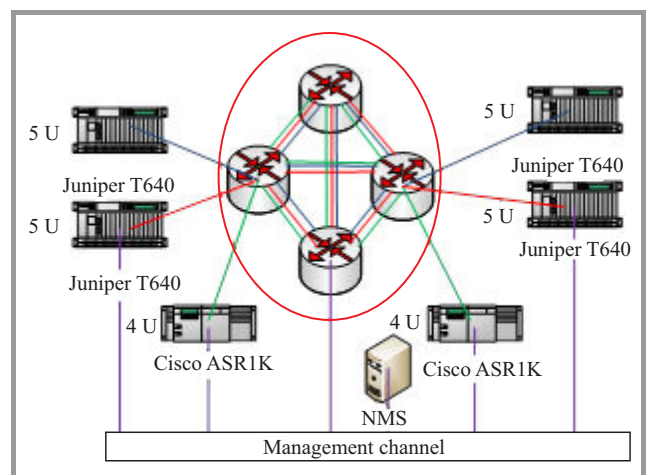 5 U
5 U
Juniper T640
Juniper T640
5 U
5 U
Juniper T640
Juniper T640
4 U
4 U
Cisco ASR1K
Cisco ASR1K
NMS
Management channel